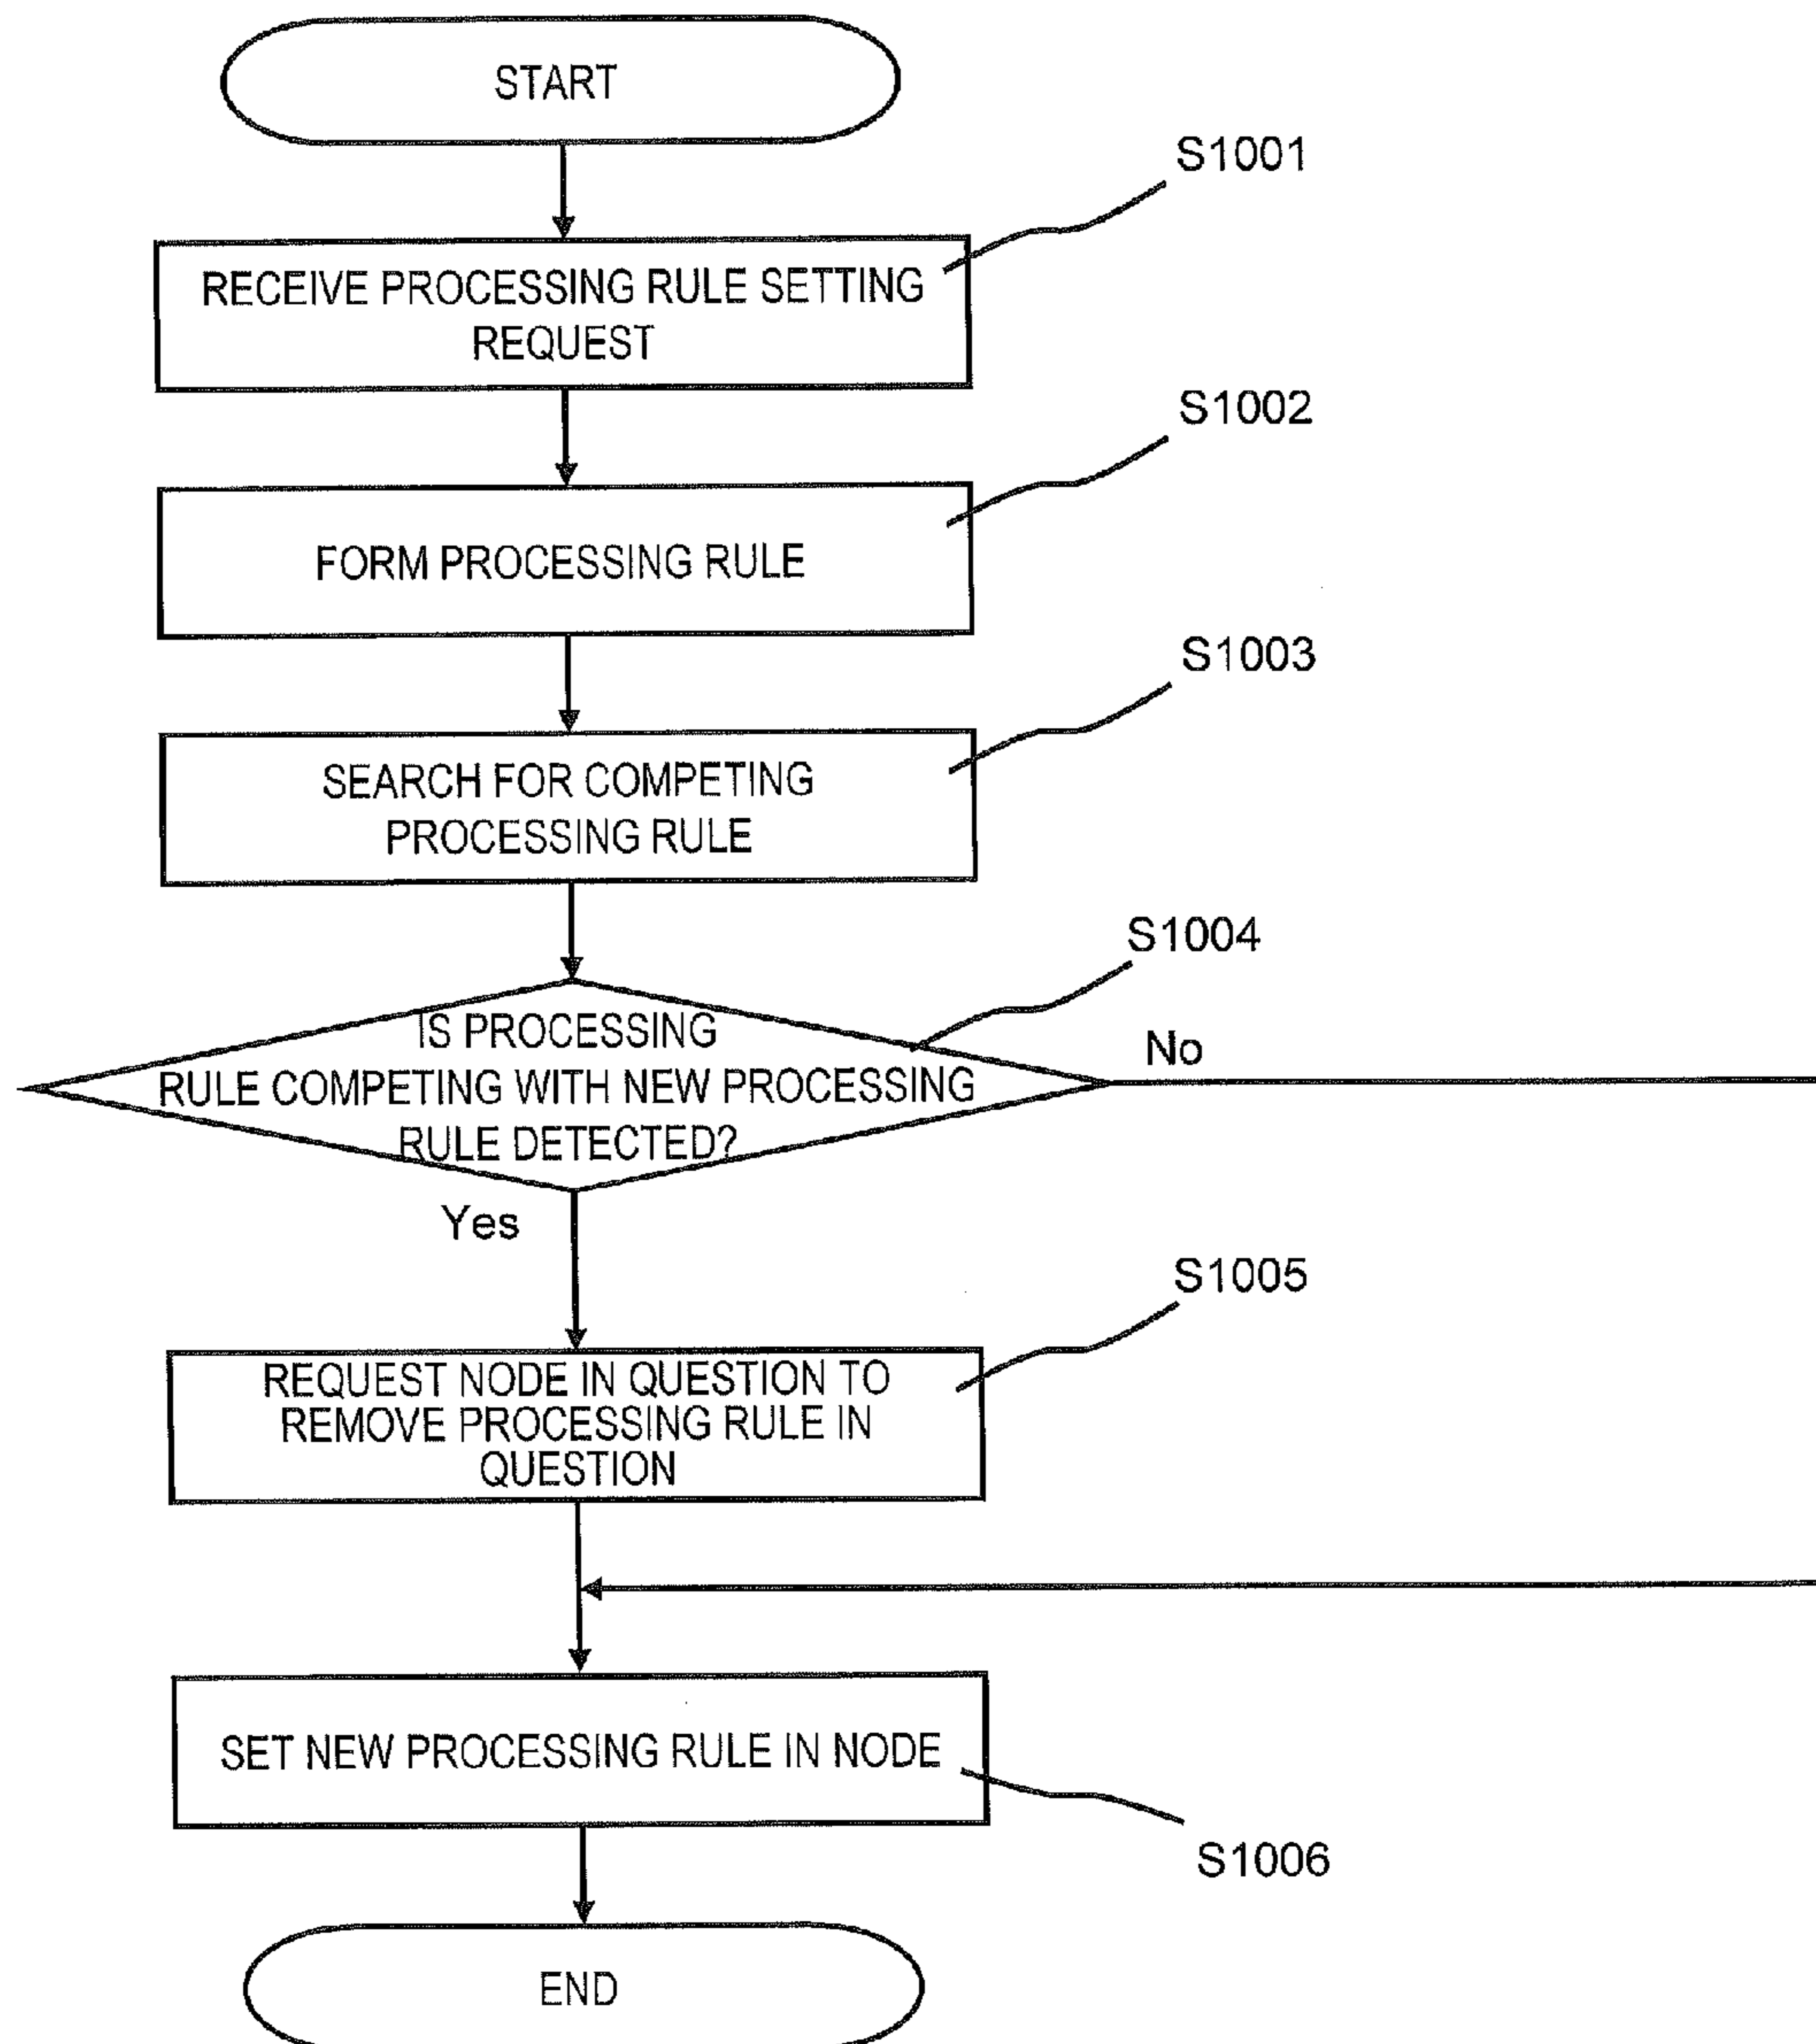 START
S1001
RECEIVE PROCESSING RULE SETTING
REQUEST
S1002
FORM PROCESSING RULE
S1003
SEARCH FOR COMPETING
PROCESSING RULE
S1004
IS PROCESSING
RULE COMPETING WITH NEW PROCESSING
RULE DETECTED?
No
Yes
S1005
REQUEST NODE IN QUESTION TO
REMOVE PROCESSING RULE IN
QUESTION
SET NEW PROCESSING RULE IN NODE
S1006
END